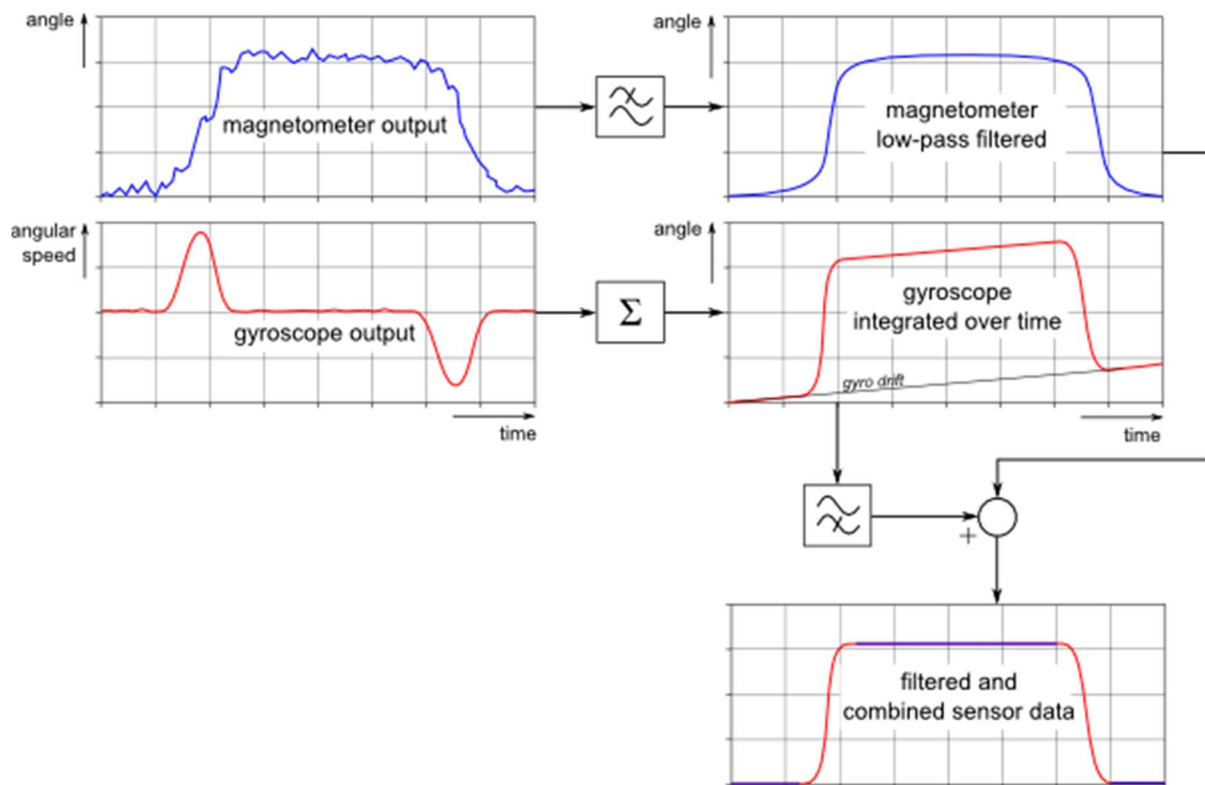 angle
magnetometer output
angle
magnetometer
low-pass filtered
angular
speed
gyroscope output
time
Σ
angle
gyroscope
integrated over time
gyro drift
time
+
filtered and
combined sensor data